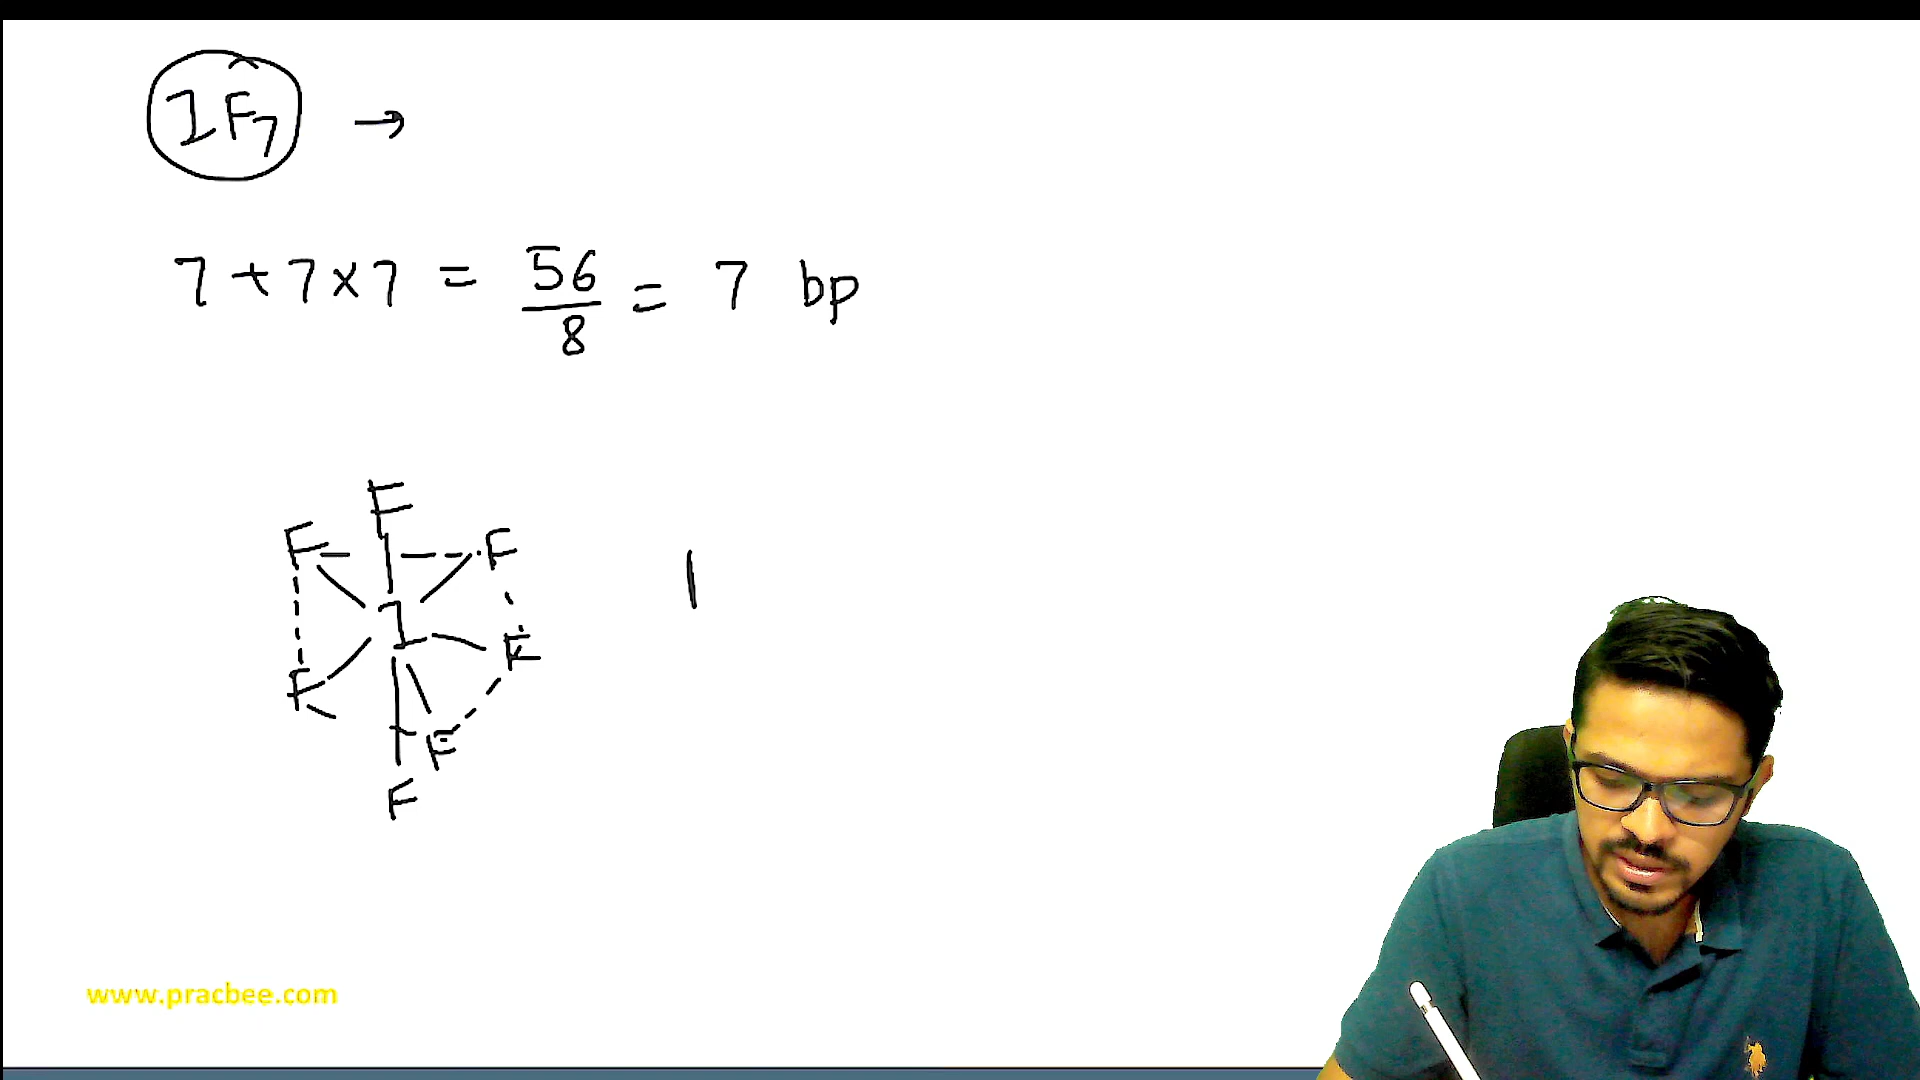 IF7 →
7 + 7 × 7 = 56/8 = 7 bp
F
F F
I
F
F
F
F
www.pracbee.com